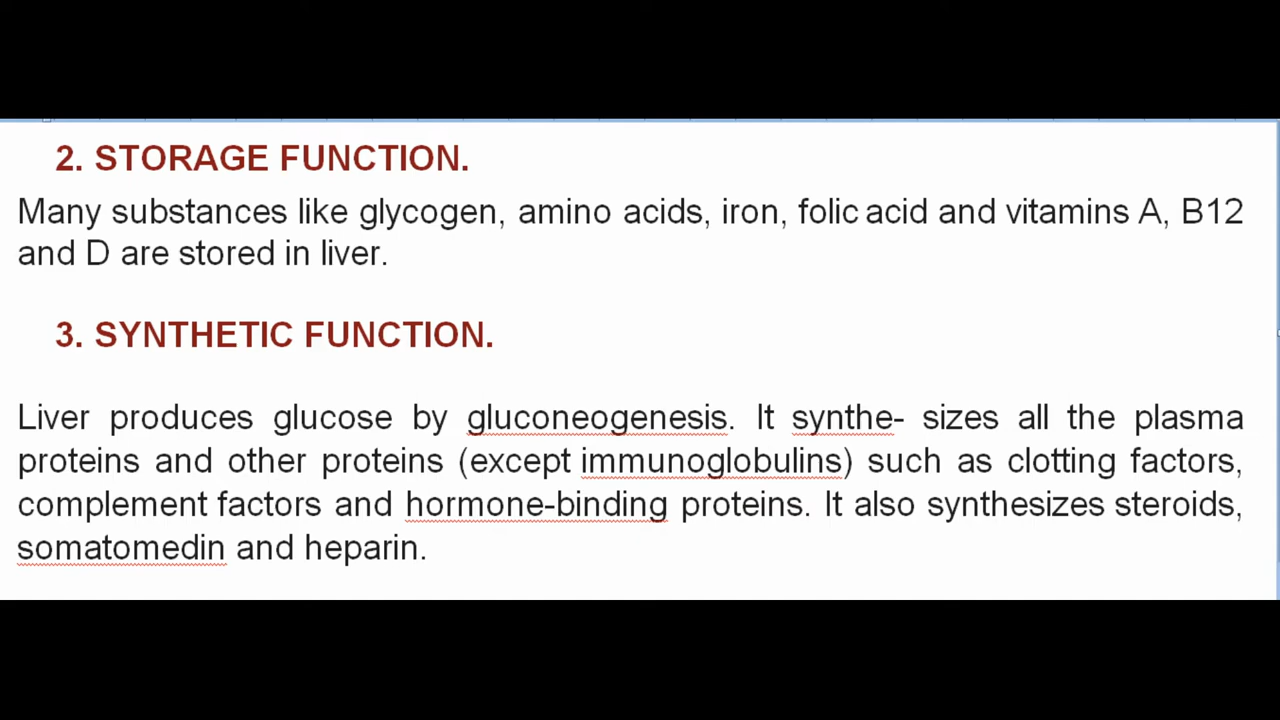 2. STORAGE FUNCTION.
Many substances like glycogen, amino acids, iron, folic acid and vitamins A, B12
and D are stored in liver.
3. SYNTHETIC FUNCTION.
Liver produces glucose by gluconeogenesis. It synthe- sizes all the plasma
proteins and other proteins (except immunoglobulins) such as clotting factors,
complement factors and hormone-binding proteins. It also synthesizes steroids,
somatomedin and heparin.